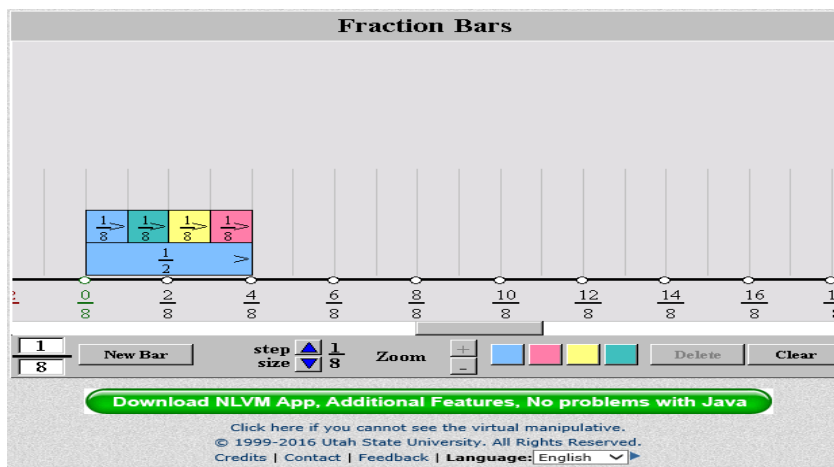 Fraction Bars
1 1 1 1
8 8 8 8
> > > >
1
2 >
0 2 4 6 8 10 12 14 16
8 8 8 8 8 8 8 8 8
1
8
New Bar
step size
1
8
Zoom
+
-
Delete
Clear
Download NLVM App, Additional Features, No problems with Java
Click here if you cannot see the virtual manipulative.
© 1999-2016 Utah State University. All Rights Reserved.
Credits | Contact | Feedback | Language: English